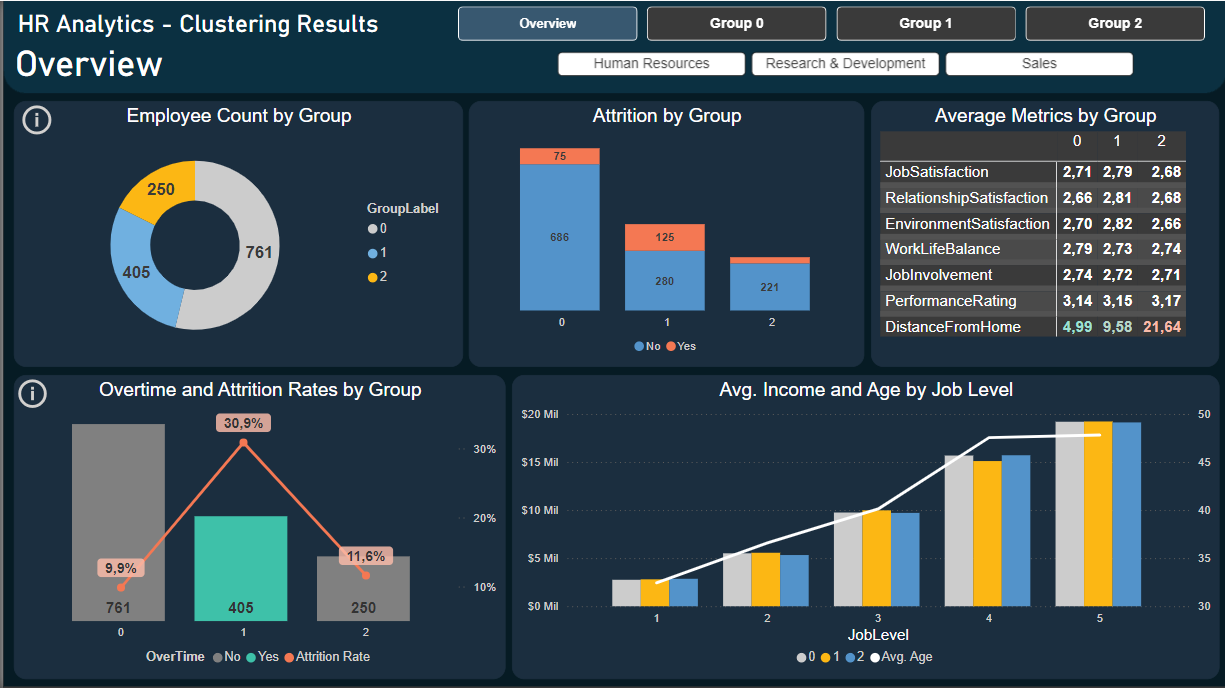 HR Analytics - Clustering Results
Overview
Overview Group 0 Group 1 Group 2
Human Resources Research & Development Sales
Employee Count by Group
250
761
405
GroupLabel
0
1
2
Attrition by Group
75
686
125
280
221
0 1 2
No Yes
Average Metrics by Group
0 1 2
JobSatisfaction 2,71 2,79 2,68
RelationshipSatisfaction 2,66 2,81 2,68
EnvironmentSatisfaction 2,70 2,82 2,66
WorkLifeBalance 2,79 2,73 2,74
JobInvolvement 2,74 2,72 2,71
PerformanceRating 3,14 3,15 3,17
DistanceFromHome 4,99 9,58 21,64
Overtime and Attrition Rates by Group
30,9%
30%
20%
11,6%
9,9%
10%
761 405 250
0 1 2
OverTime No Yes Attrition Rate
Avg. Income and Age by Job Level
$20 Mil 50
$15 Mil 45
$10 Mil 40
$5 Mil 35
$0 Mil 30
1 2 3 4 5
JobLevel
0 1 2 Avg. Age